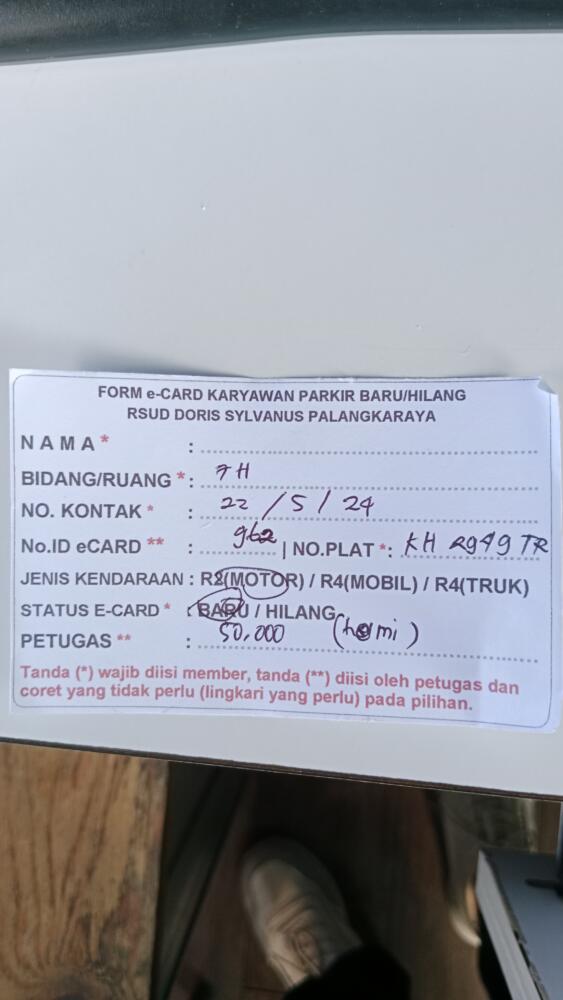 FORM e-CARD KARYAWAN PARKIR BARU/HILANG
RSUD DORIS SYLVANUS PALANGKARAYA
N A M A * :
BIDANG/RUANG * : 7H
NO. KONTAK * : 22 / 5 / 24
No.ID eCARD ** : 962 | NO.PLAT *: KH 2949 TR
JENIS KENDARAAN : R2(MOTOR) / R4(MOBIL) / R4(TRUK)
STATUS E-CARD * : BARU / HILANG
PETUGAS ** : 50.000 (hemi)
Tanda (*) wajib diisi member, tanda (**) diisi oleh petugas dan
coret yang tidak perlu (lingkari yang perlu) pada pilihan.